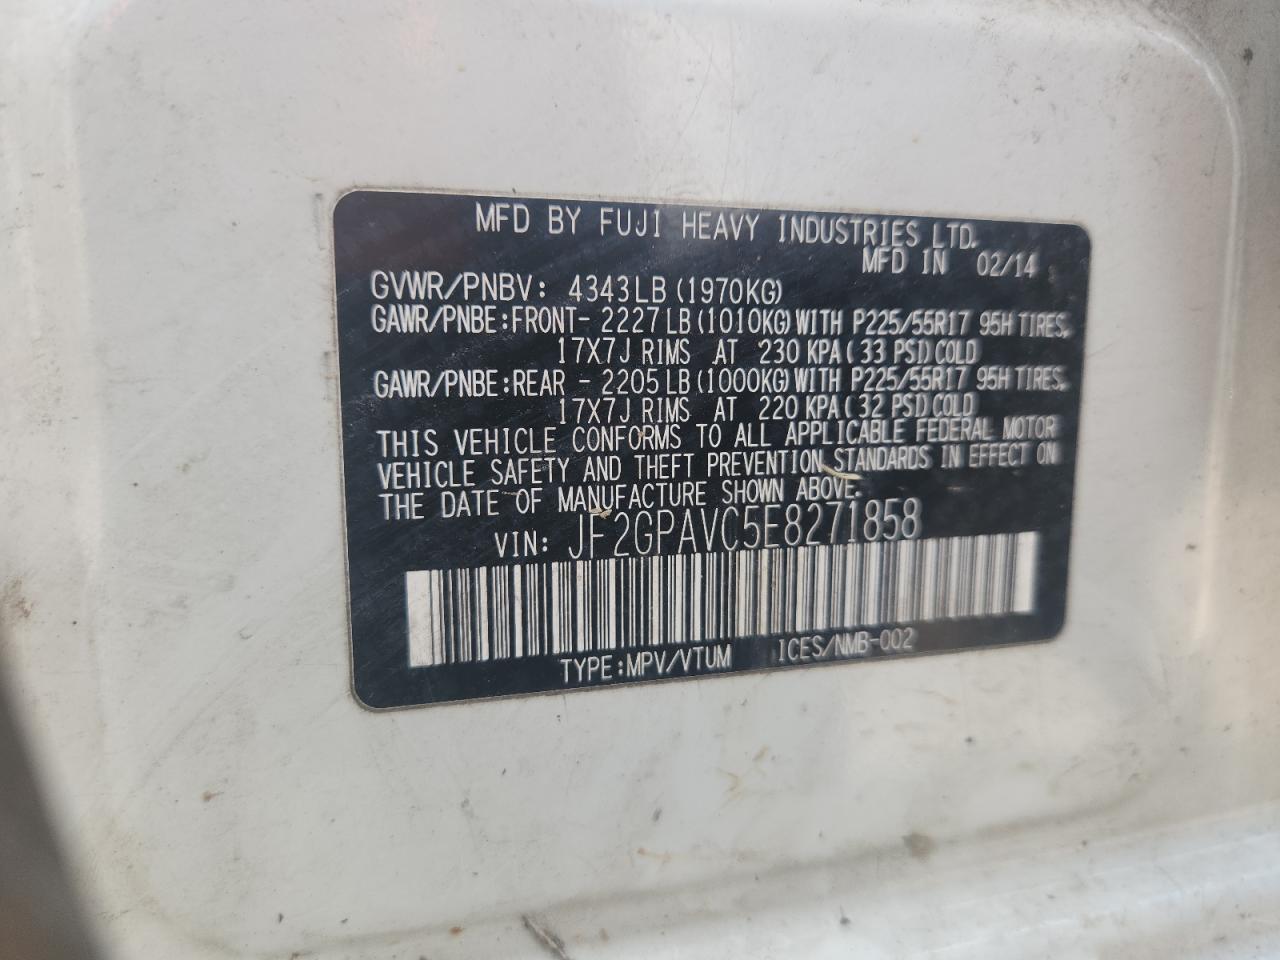 MFD BY FUJI HEAVY INDUSTRIES LTD.
MFD IN 02/14
GVWR/PNBV: 4343LB (1970KG)
GAWR/PNBE:FRONT- 2227 LB (1010KG) WITH P225/55R17 95H TIRES,
17X7J RIMS AT 230 KPA (33 PSI) COLD
GAWR/PNBE:REAR - 2205 LB (1000KG) WITH P225/55R17 95H TIRES,
17X7J RIMS AT 220 KPA (32 PSI) COLD
THIS VEHICLE CONFORMS TO ALL APPLICABLE FEDERAL MOTOR
VEHICLE SAFETY AND THEFT PREVENTION STANDARDS IN EFFECT ON
THE DATE OF MANUFACTURE SHOWN ABOVE.
VIN: JF2GPAVC5E8271858
TYPE:MPV/VTUM ICES/NMB-002